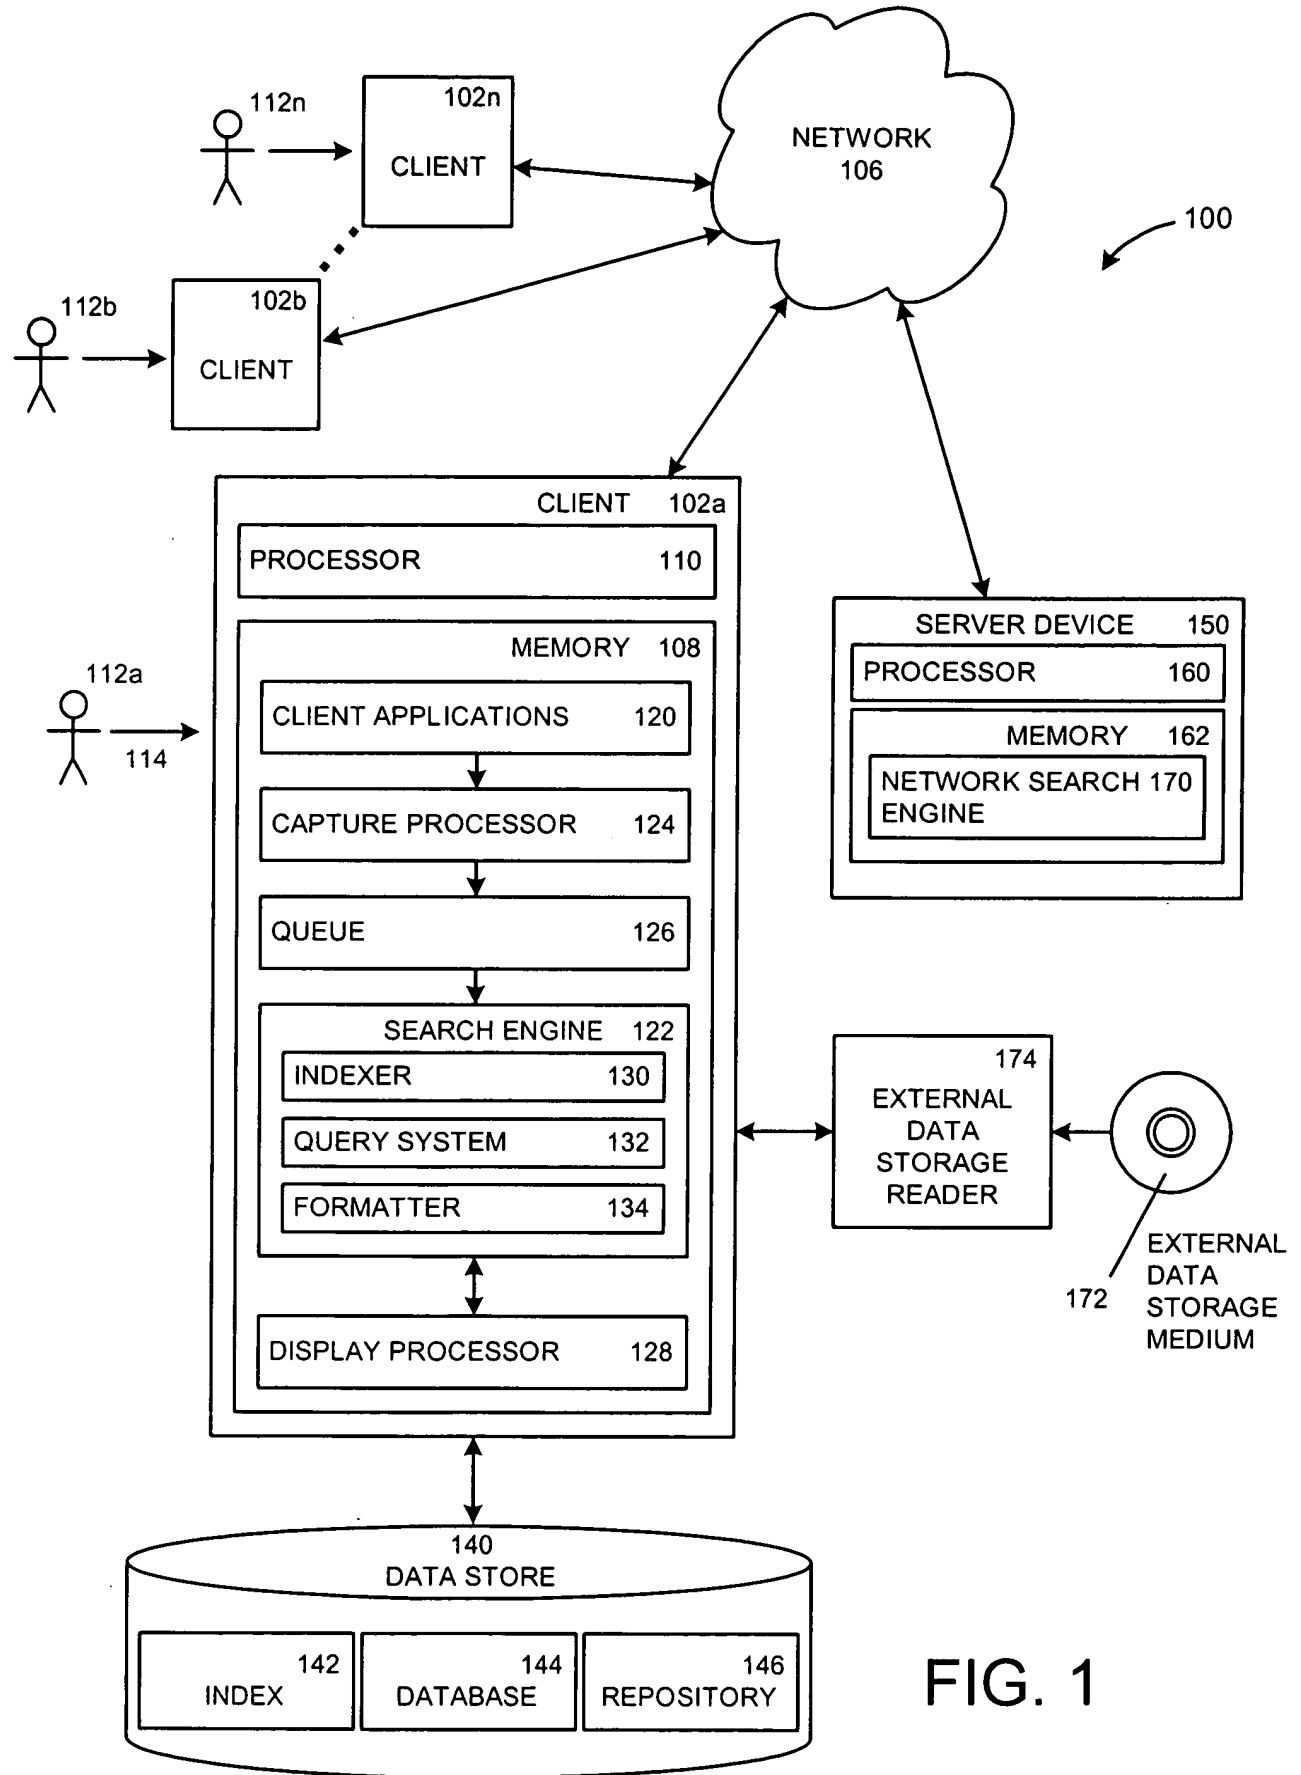 112n
102n
CLIENT
NETWORK
106
100
112b
102b
CLIENT
CLIENT 102a
PROCESSOR 110
MEMORY 108
112a
114
CLIENT APPLICATIONS 120
CAPTURE PROCESSOR 124
QUEUE 126
SEARCH ENGINE 122
INDEXER 130
QUERY SYSTEM 132
FORMATTER 134
DISPLAY PROCESSOR 128
SERVER DEVICE 150
PROCESSOR 160
MEMORY 162
NETWORK SEARCH 170
ENGINE
174
EXTERNAL
DATA
STORAGE
READER
172
EXTERNAL
DATA
STORAGE
MEDIUM
140
DATA STORE
142
INDEX
144
DATABASE
146
REPOSITORY
FIG. 1